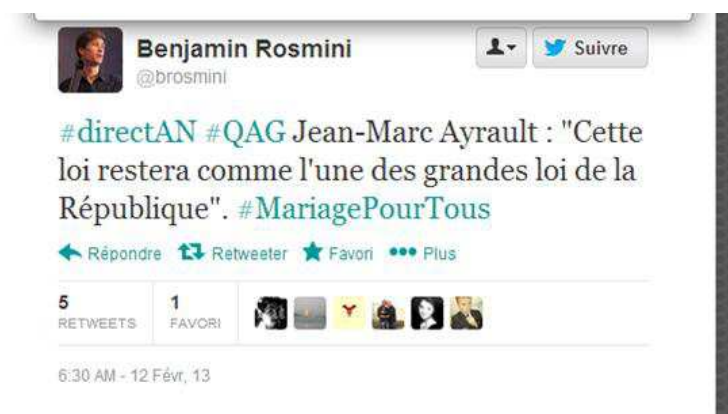 Benjamin Rosmini
Suivre
@brosmini
#directAN #QAG Jean-Marc Ayrault : "Cette
loi restera comme l'une des grandes loi de la
République". #MariagePourTous
Répondre Retweeter Favori Plus
5 1
RETWEETS FAVORI
6:30 AM - 12 Févr, 13